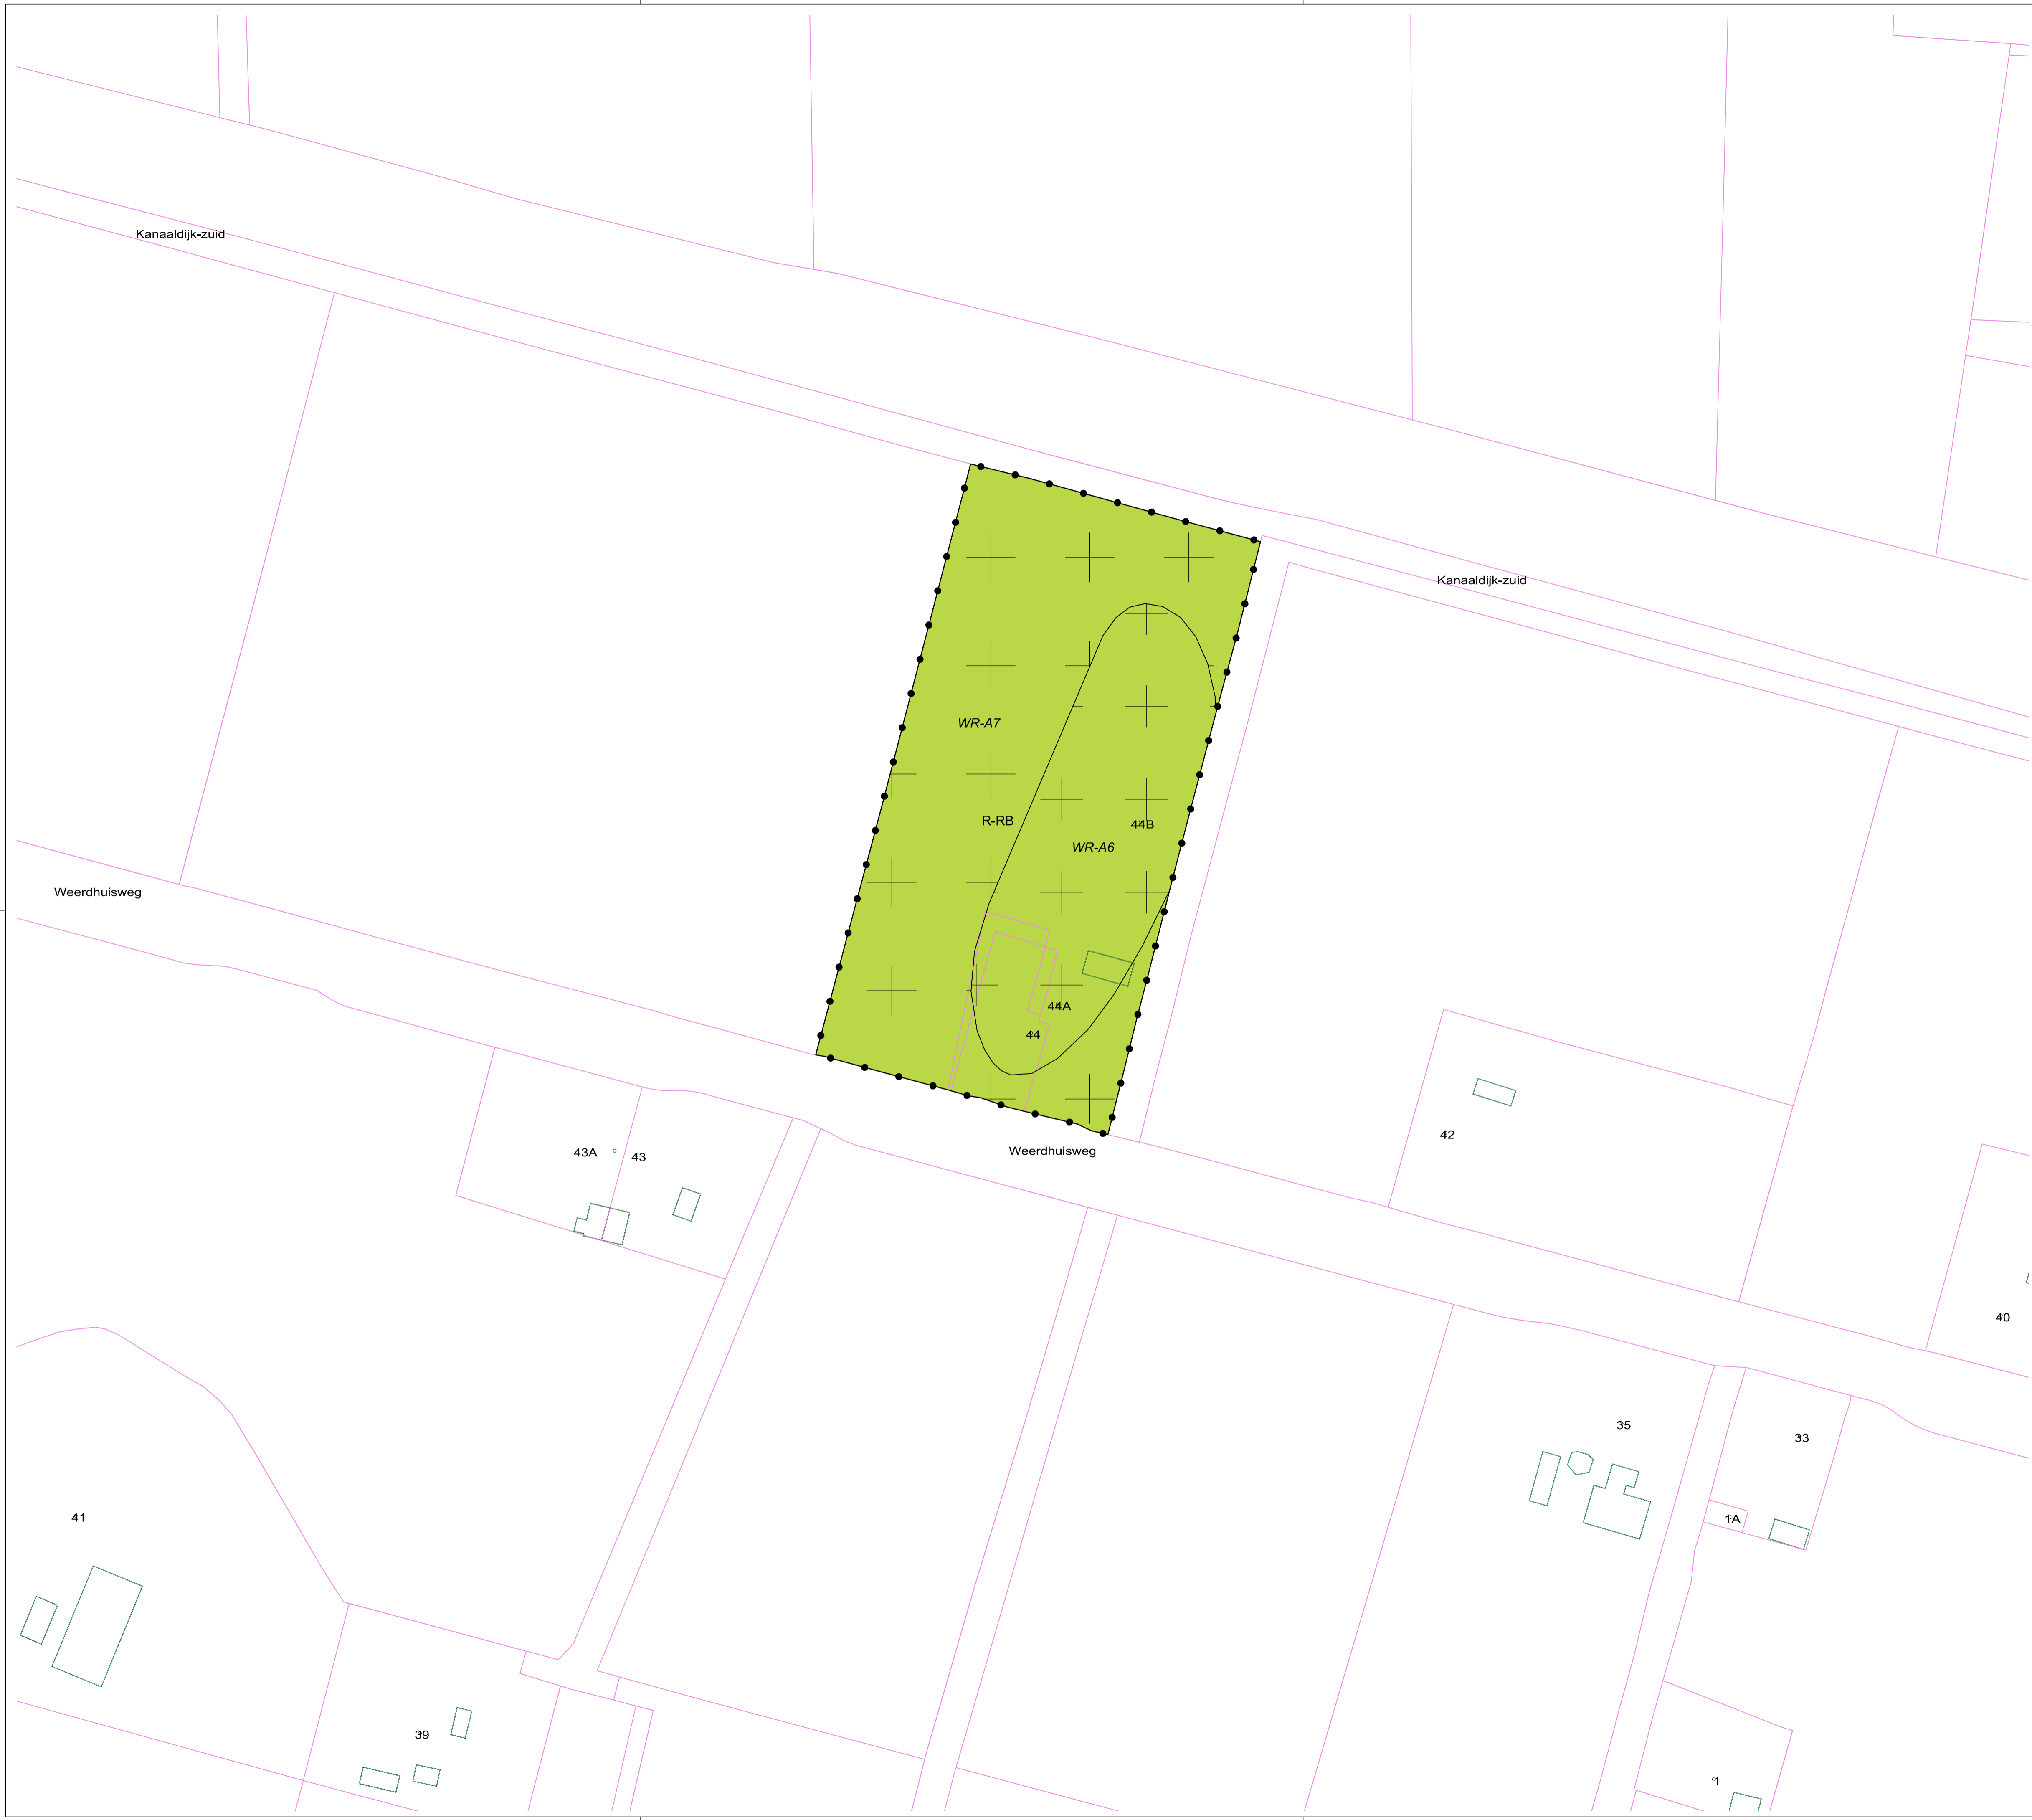 Kanaaldijk-zuid
Kanaaldijk-zuid
WR-A7
R-RB
44B
WR-A6
Weerdhuisweg
44A
44
42
Weerdhuisweg
43A
43
40
35
33
41
1A
39
1